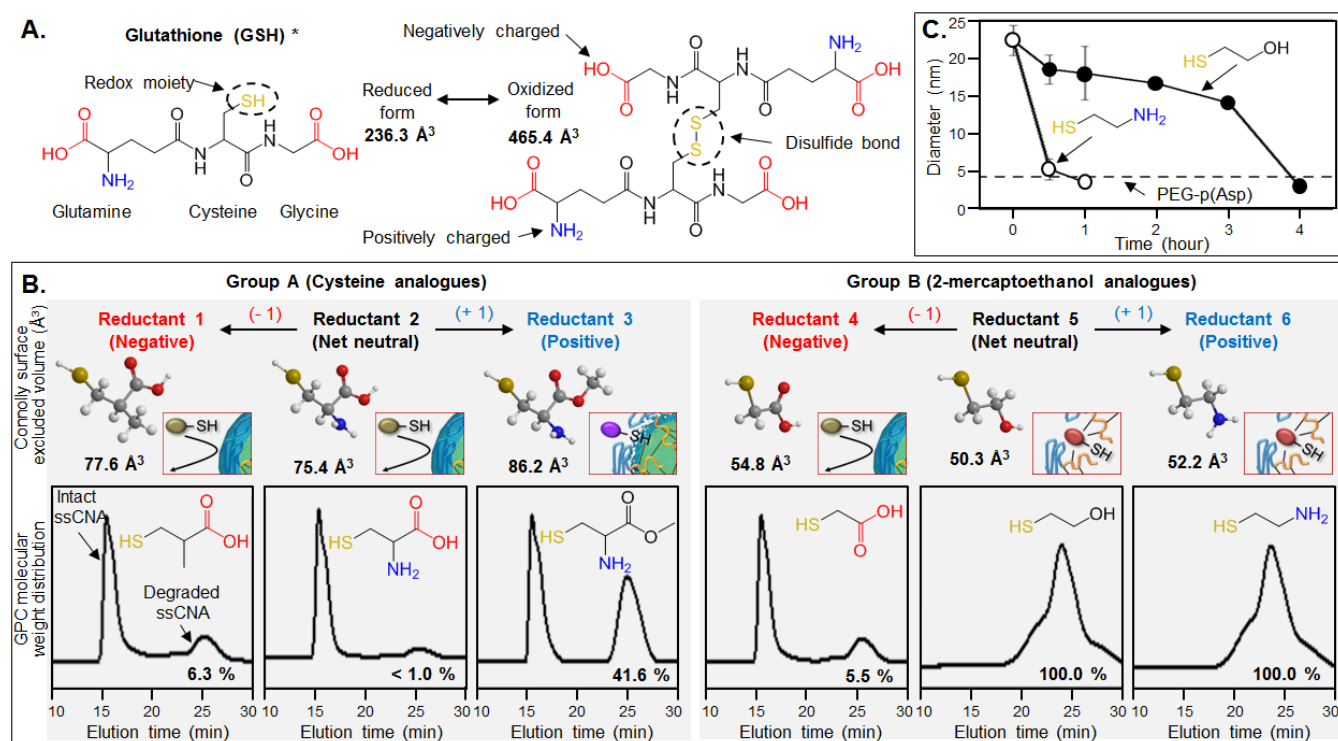 A.
Glutathione (GSH) *
Redox moiety
SH
O
HO
NH2
O
N
H
O
H
N
O
OH
Glutamine
Cysteine
Glycine
Reduced
form
236.3 Å3
Oxidized
form
465.4 Å3
Negatively charged
HO
O
N
H
O
H
N
O
NH2
OH
O
S
S
Disulfide bond
O
HO
NH2
O
N
H
O
H
N
O
OH
Positively charged
C.
Diameter (nm)
25
20
15
10
5
0
HS
OH
HS
NH2
PEG-p(Asp)
0
1
2
3
4
Time (hour)
B.
Group A (Cysteine analogues)
Group B (2-mercaptoethanol analogues)
Connolly surface
excluded volume (Å3)
Reductant 1
(Negative)
(- 1)
Reductant 2
(Net neutral)
(+ 1)
Reductant 3
(Positive)
Reductant 4
(Negative)
(- 1)
Reductant 5
(Net neutral)
(+ 1)
Reductant 6
(Positive)
SH
77.6 Å3
SH
75.4 Å3
SH
86.2 Å3
SH
54.8 Å3
SH
50.3 Å3
SH
52.2 Å3
GPC molecular
weight distribution
Intact
ssCNA
HS
O
OH
Degraded
ssCNA
6.3 %
HS
O
OH
NH2
< 1.0 %
HS
O
O
NH2
41.6 %
HS
OH
O
5.5 %
HS
OH
100.0 %
HS
NH2
100.0 %
10 15 20 25 30
10 15 20 25 30
10 15 20 25 30
10 15 20 25 30
10 15 20 25 30
10 15 20 25 30
Elution time (min)
Elution time (min)
Elution time (min)
Elution time (min)
Elution time (min)
Elution time (min)